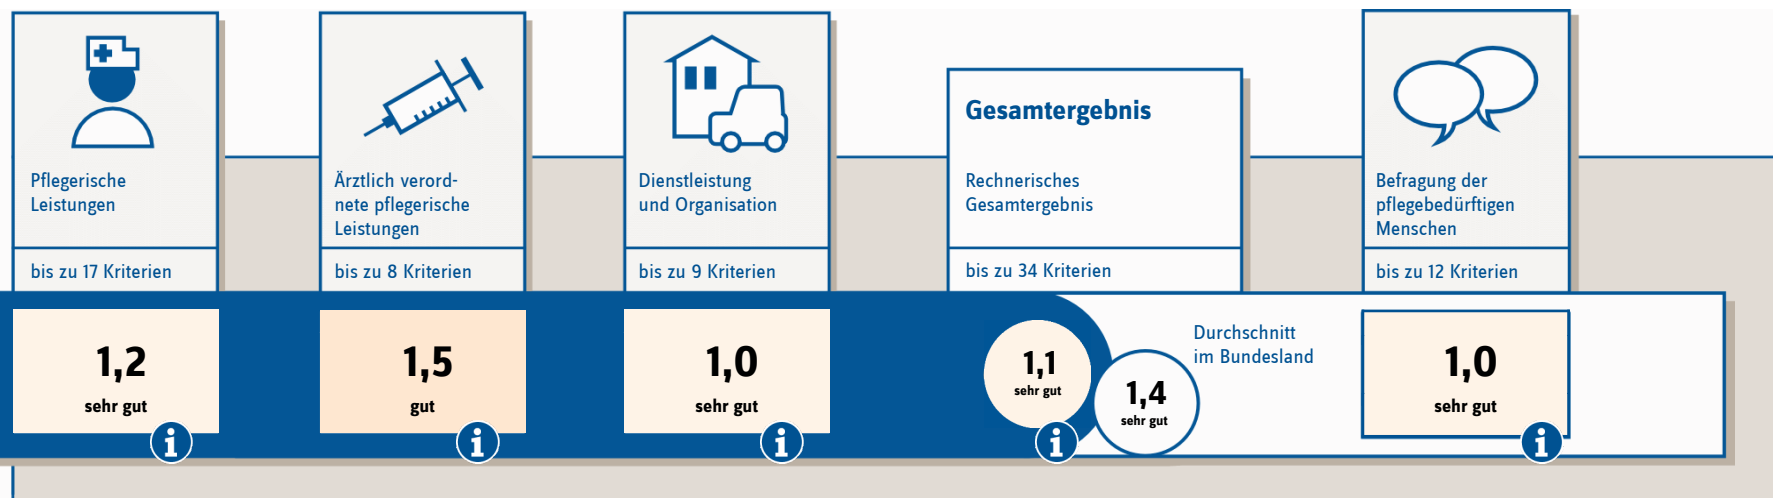 Pflegerische
Leistungen
bis zu 17 Kriterien
1,2
sehr gut
i
Ärztlich verord-
nete pflegerische
Leistungen
bis zu 8 Kriterien
1,5
gut
i
Dienstleistung
und Organisation
bis zu 9 Kriterien
1,0
sehr gut
i
Gesamtergebnis
Rechnerisches
Gesamtergebnis
bis zu 34 Kriterien
1,1
sehr gut
i
1,4
sehr gut
Durchschnitt
im Bundesland
Befragung der
pflegebedürftigen
Menschen
bis zu 12 Kriterien
1,0
sehr gut
i